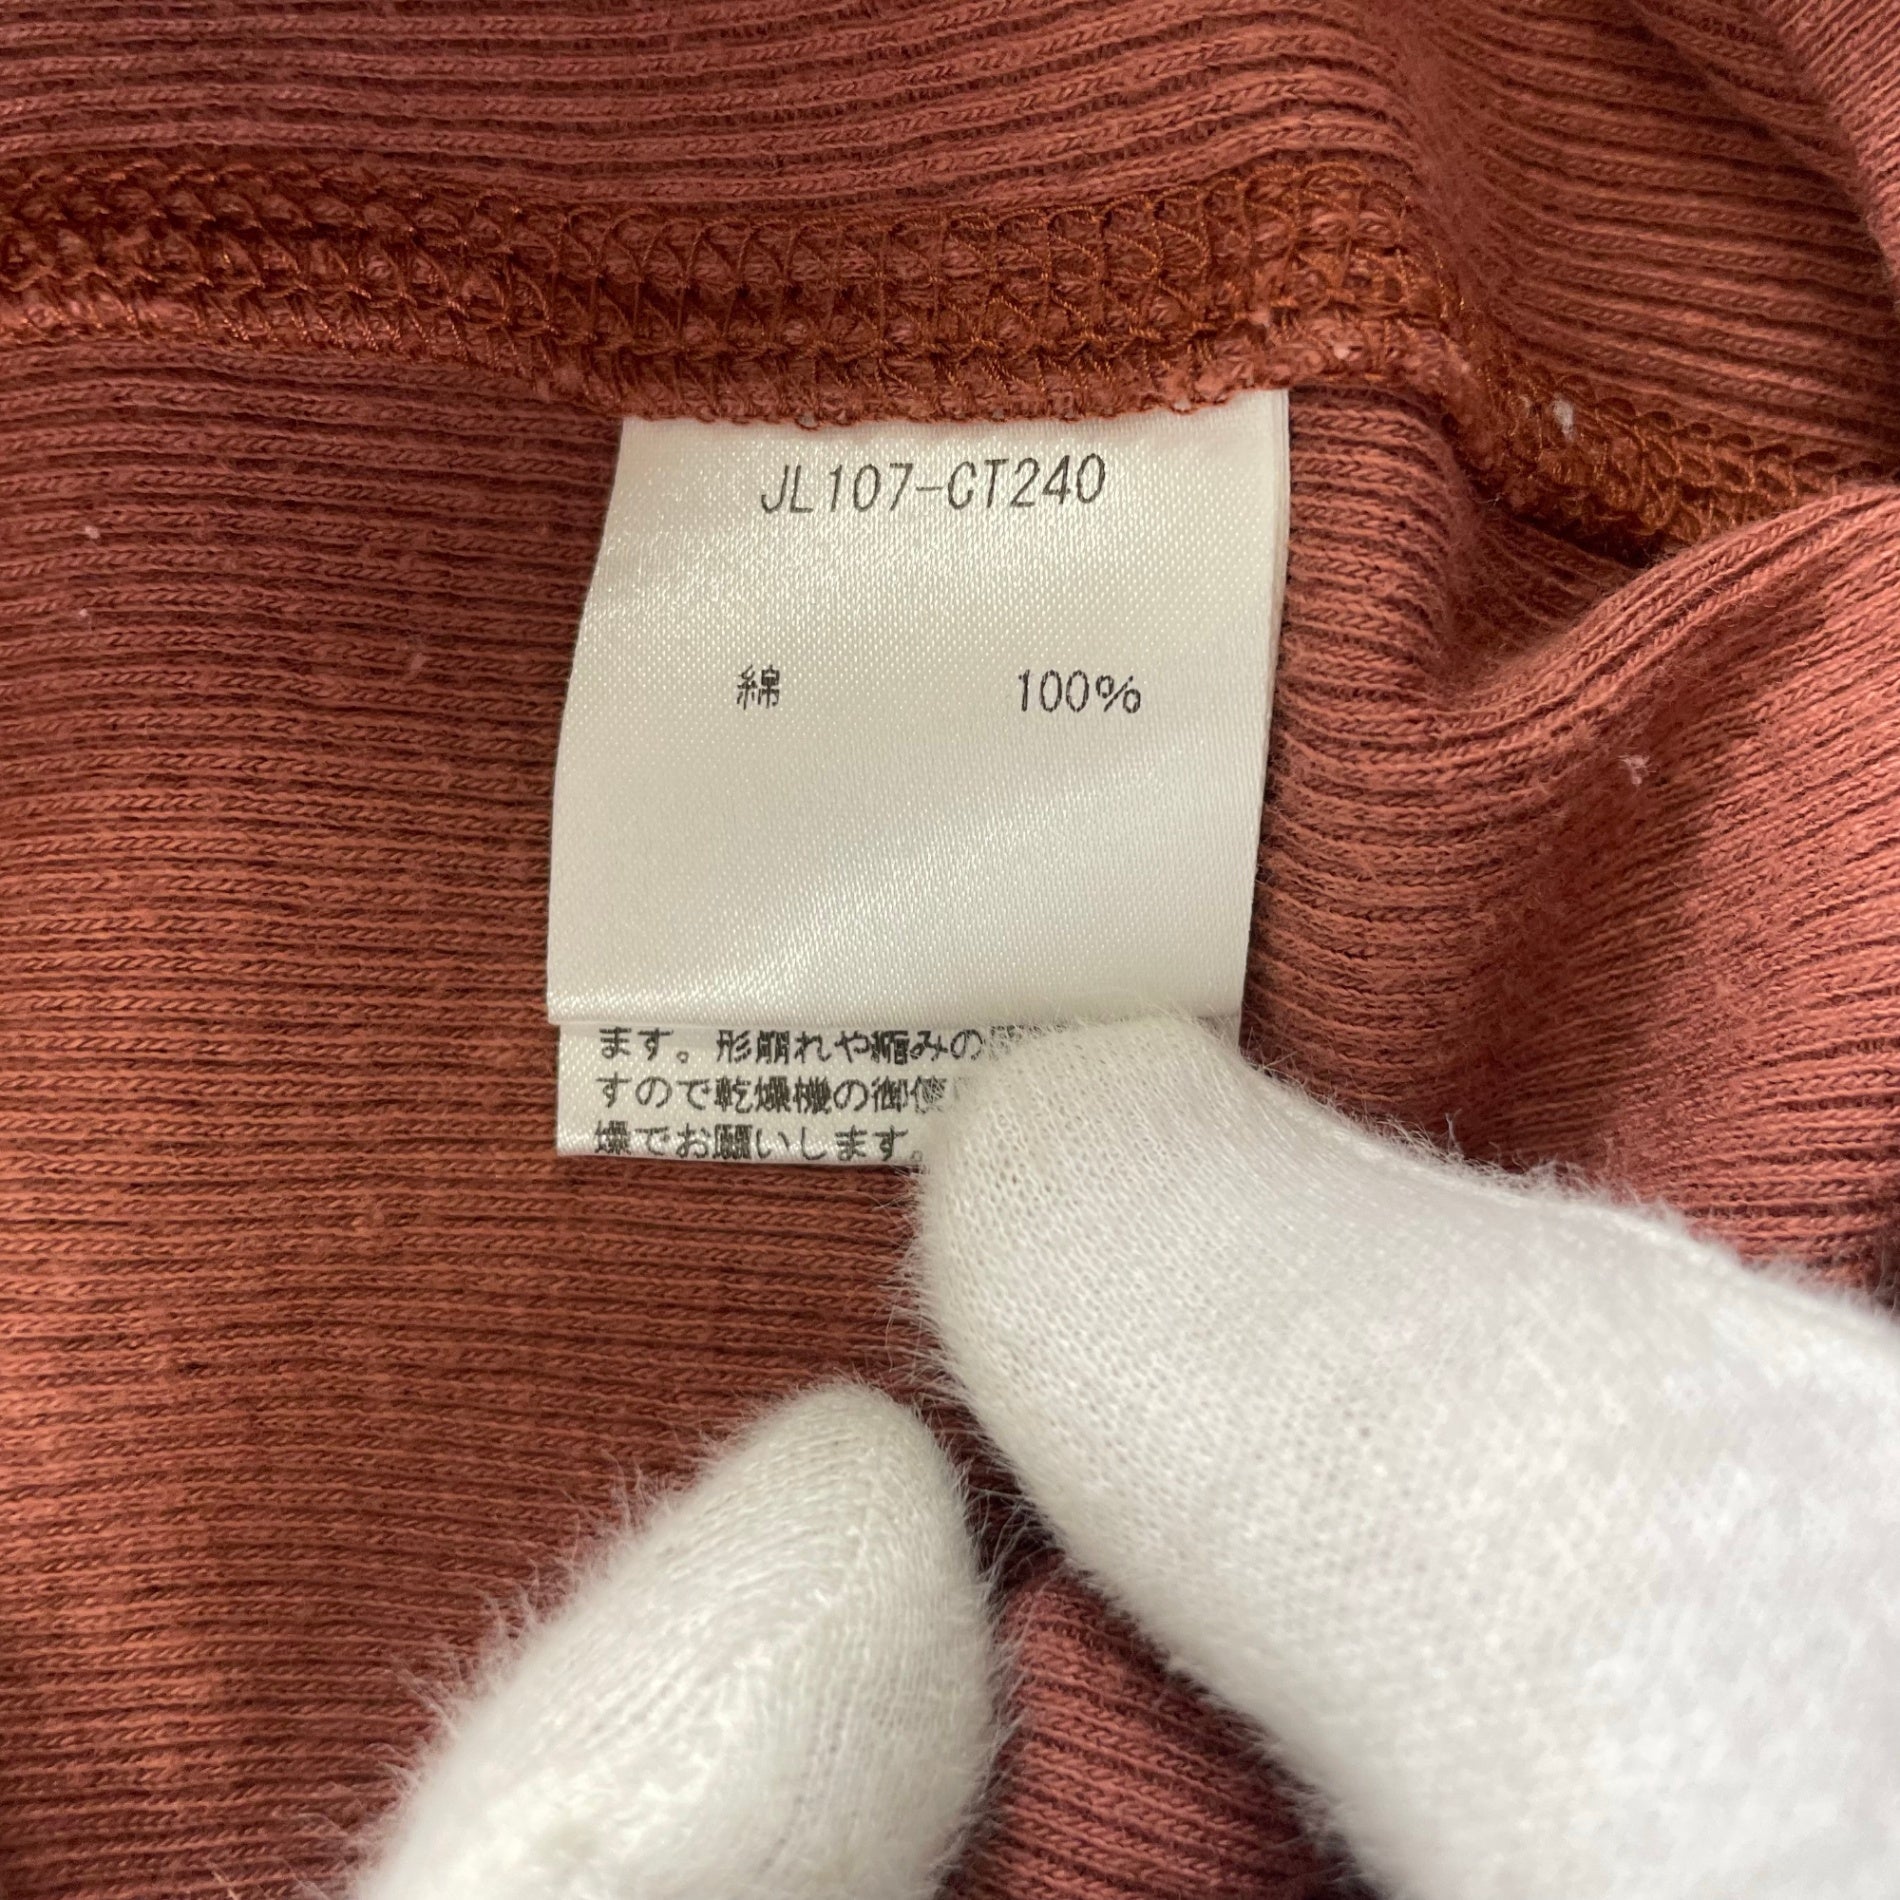 JL107-CT240
綿 100%
ます。形崩れや縮みの
すので乾燥機の御使
燥でお願いします。